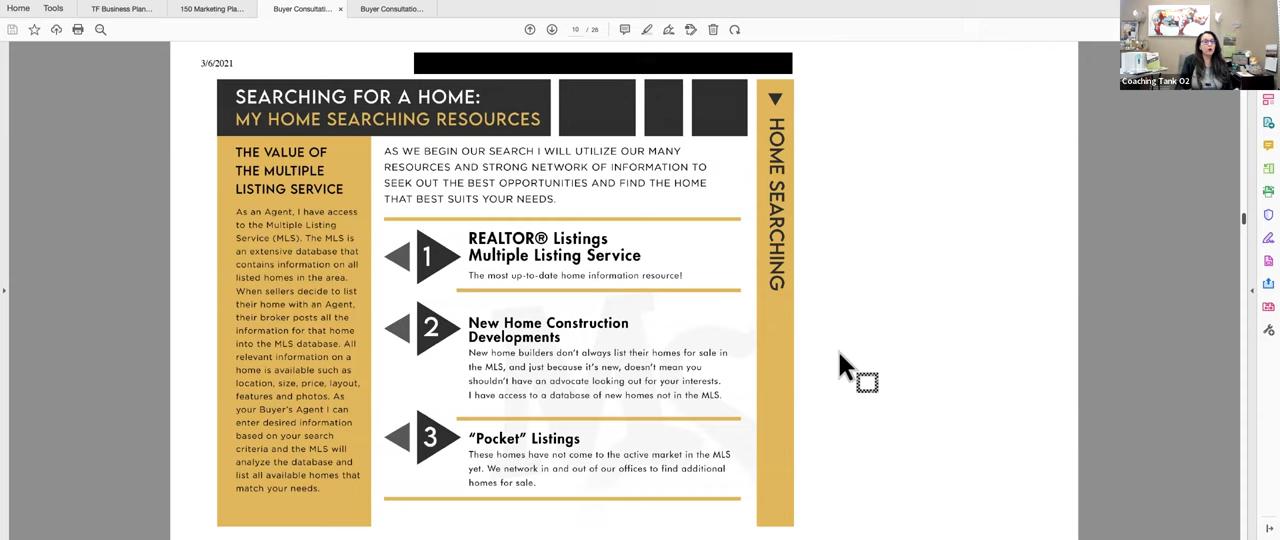 Home
Tools
TF Business Plan...
150 Marketing Pla...
Buyer Consultati... ×
Buyer Consultatio...
10 / 26
Coaching Tank O2
3/6/2021
SEARCHING FOR A HOME:
MY HOME SEARCHING RESOURCES
THE VALUE OF
THE MULTIPLE
LISTING SERVICE
As an Agent, I have access
to the Multiple Listing
Service (MLS). The MLS is
an extensive database that
contains information on all
listed homes in the area.
When sellers decide to list
their home with an Agent,
their broker posts all the
information for that home
into the MLS database. All
relevant information on a
home is available such as
location, size, price, layout,
features and photos. As
your Buyer's Agent I can
enter desired information
based on your search
criteria and the MLS will
analyze the database and
list all available homes that
match your needs.
AS WE BEGIN OUR SEARCH I WILL UTILIZE OUR MANY
RESOURCES AND STRONG NETWORK OF INFORMATION TO
SEEK OUT THE BEST OPPORTUNITIES AND FIND THE HOME
THAT BEST SUITS YOUR NEEDS.
1
REALTOR® Listings
Multiple Listing Service
The most up-to-date home information resource!
2
New Home Construction
Developments
New home builders don't always list their homes for sale in
the MLS, and just because it's new, doesn't mean you
shouldn't have an advocate looking out for your interests.
I have access to a database of new homes not in the MLS.
3
"Pocket" Listings
These homes have not come to the active market in the MLS
yet. We network in and out of our offices to find additional
homes for sale.
HOME SEARCHING